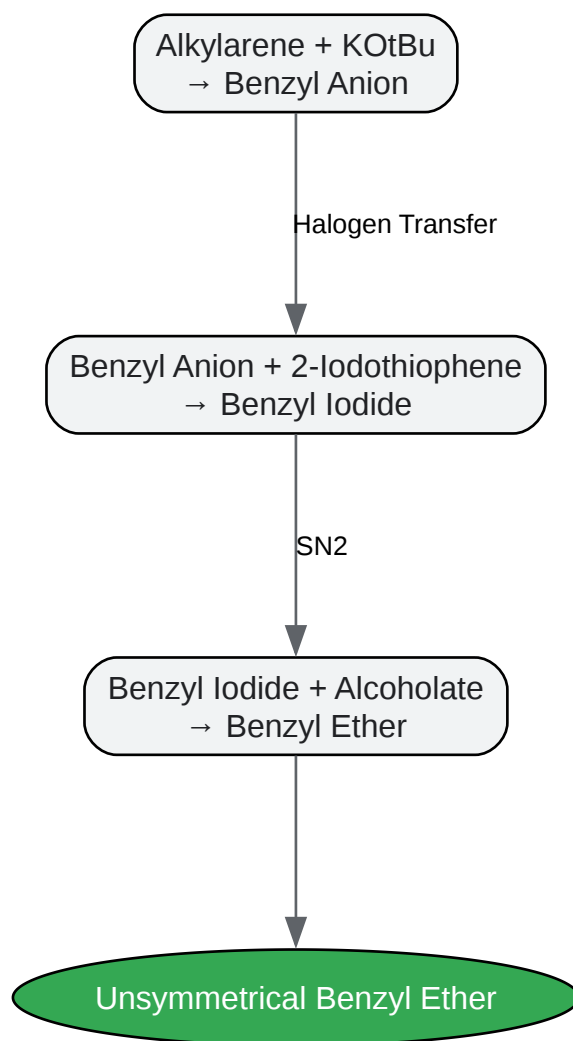 Alkylarene + KOtBu
→ Benzyl Anion
Halogen Transfer
Benzyl Anion + 2-Iodothiophene
→ Benzyl Iodide
SN2
Benzyl Iodide + Alcoholate
→ Benzyl Ether
Unsymmetrical Benzyl Ether